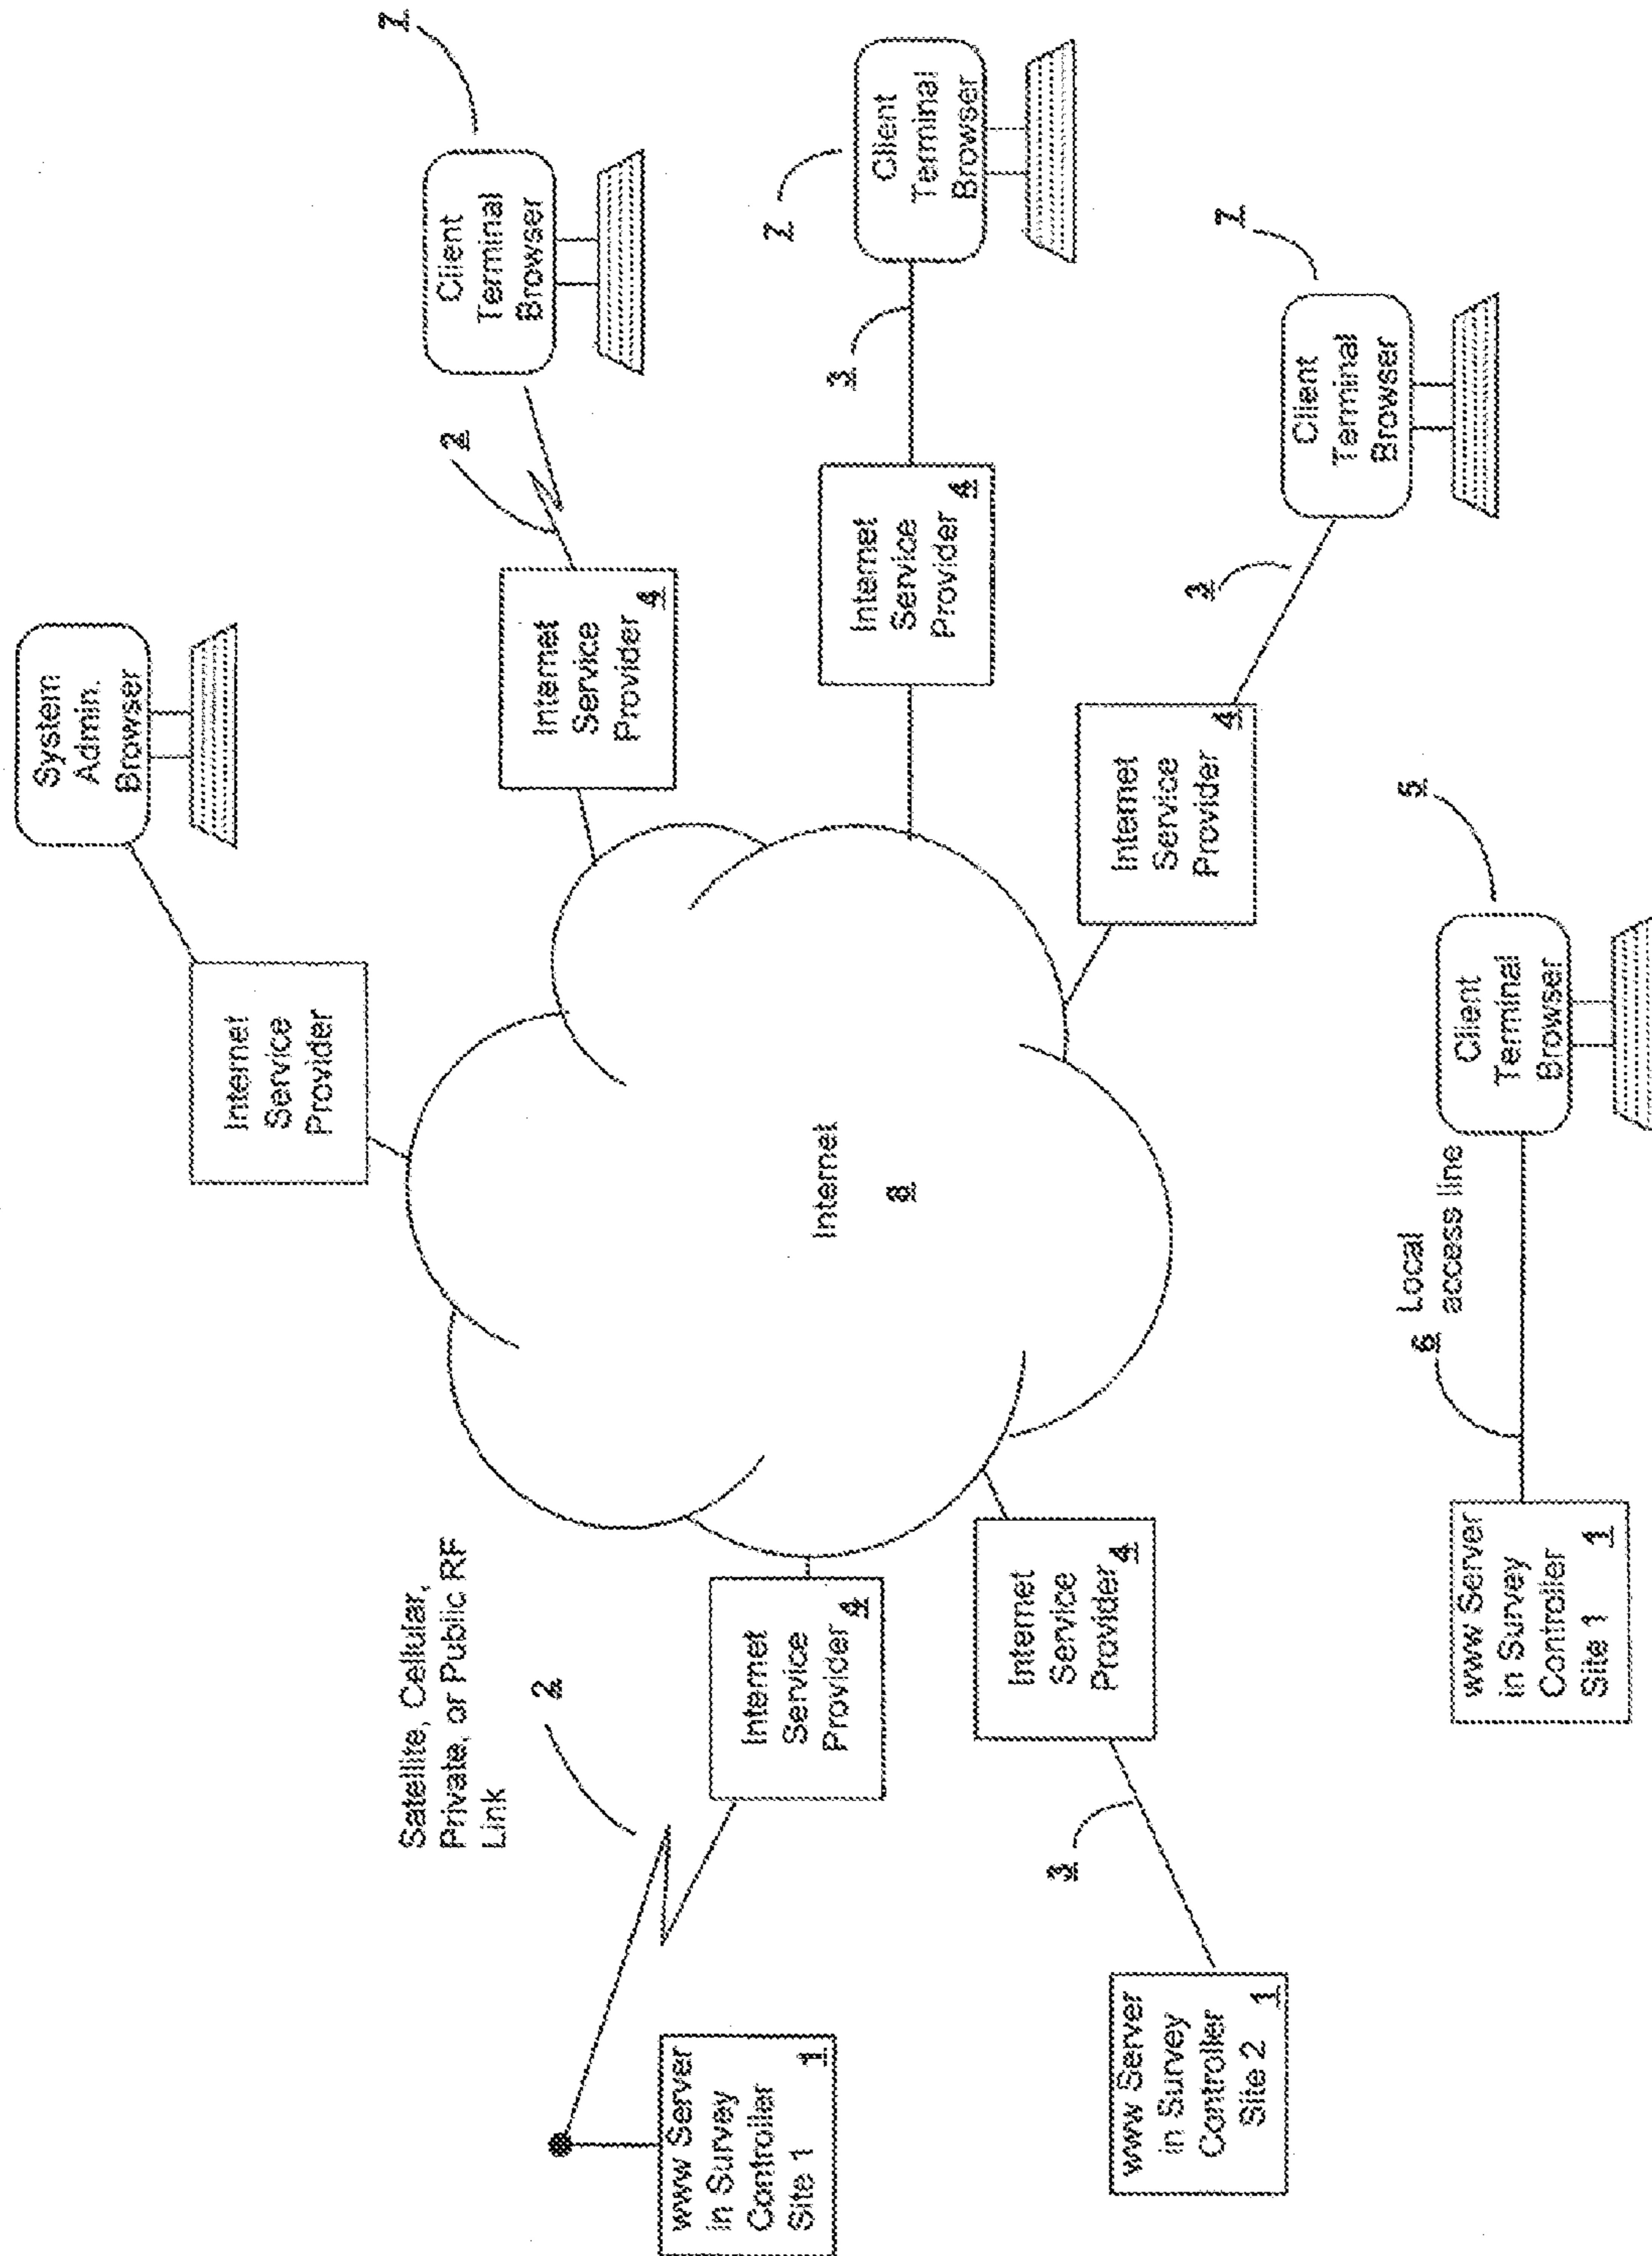 System
Admin.
Browser
Internet
Service
Provider
Satellite, Cellular,
Private, or Public RF
Link
2
www Server
in Survey
Controller
Site 1
1
Internet
Service
Provider
4
Internet
8
Internet
Service
Provider
4
2
Client
Terminal
Browser
7
Internet
Service
Provider
4
3
Client
Terminal
Browser
7
www Server
in Survey
Controller
Site 2
1
3
Internet
Service
Provider
4
Internet
Service
Provider
4
3
Client
Terminal
Browser
7
www Server
in Survey
Controller
Site 1
1
6
Local
access line
Client
Terminal
Browser
5